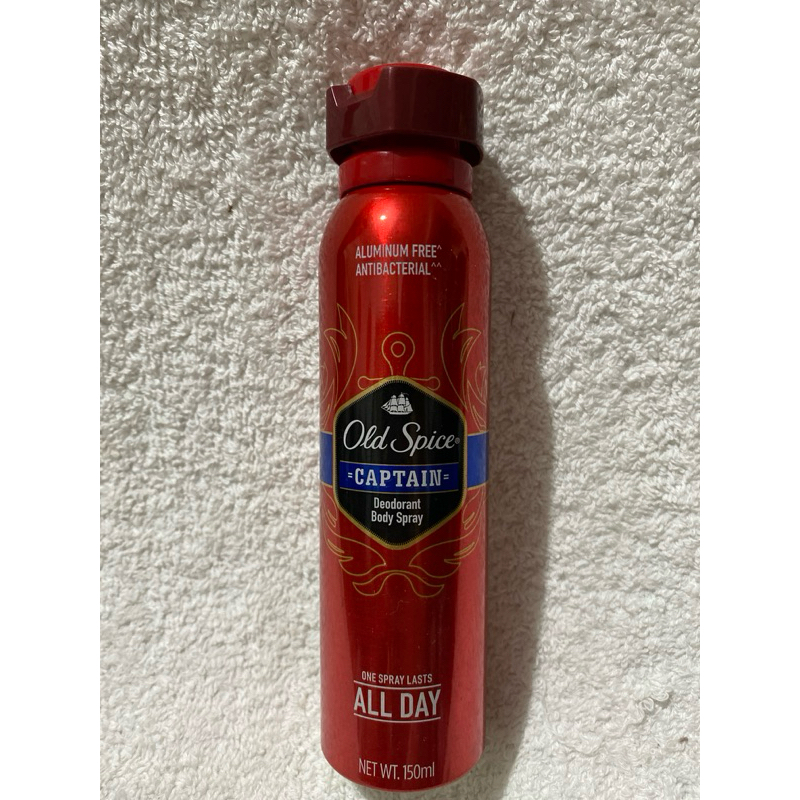 ALUMINUM FREE^
ANTIBACTERIAL^^
Old Spice
=CAPTAIN=
Deodorant
Body Spray
ONE SPRAY LASTS
ALL DAY
NET WT. 150ml